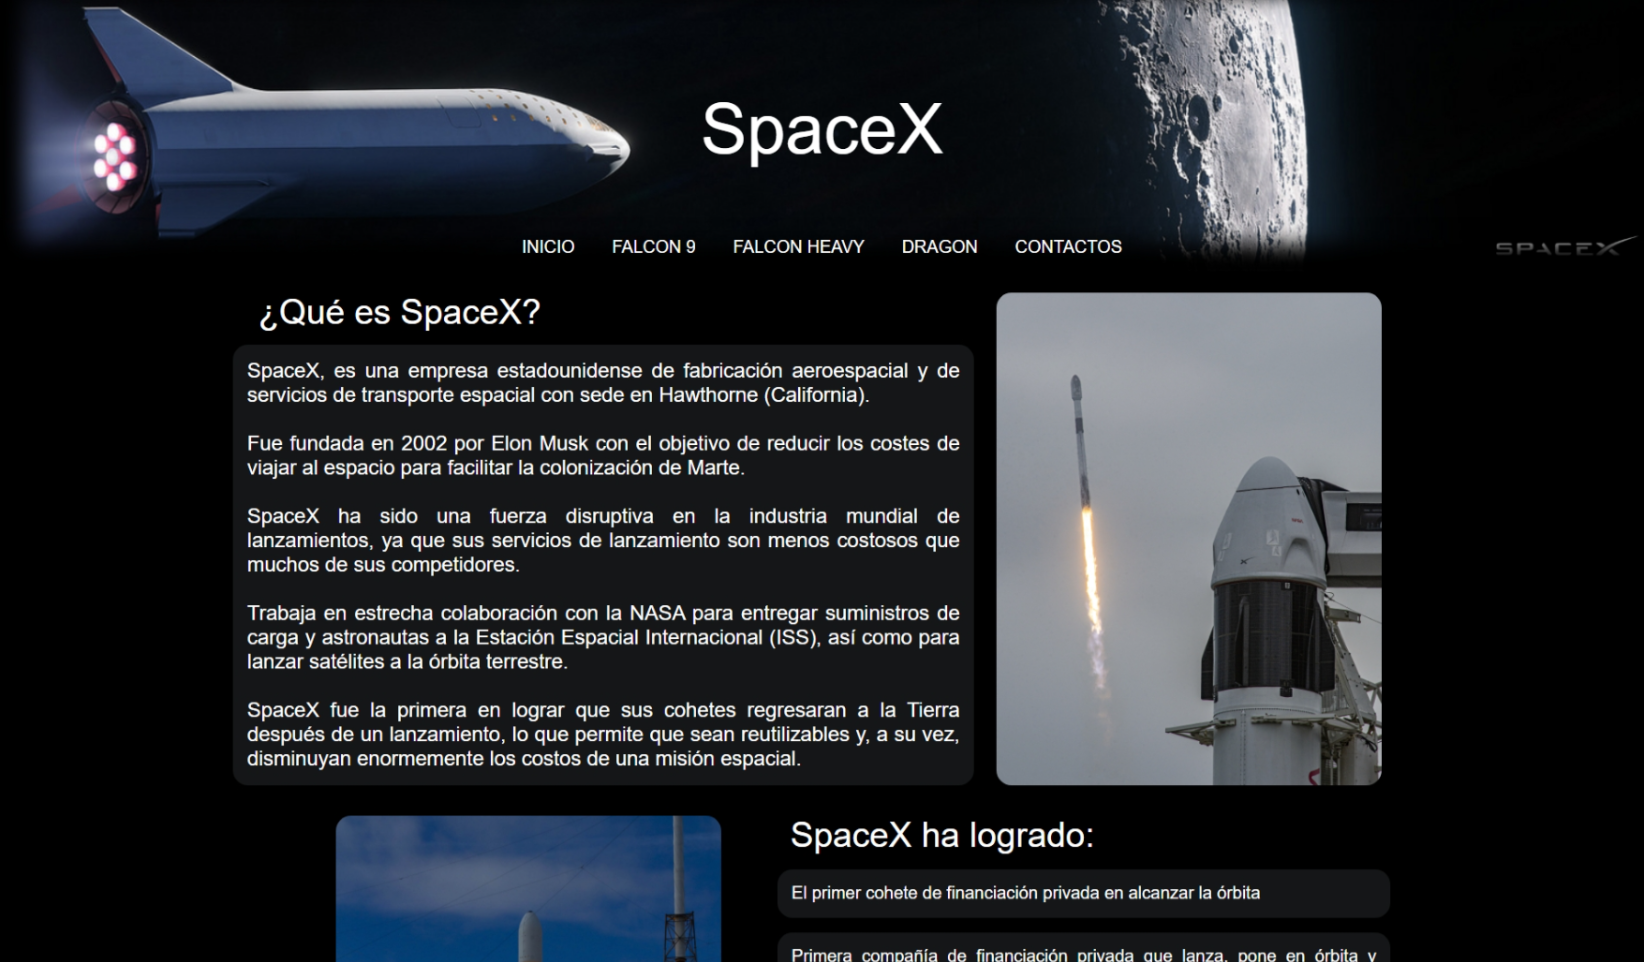 SpaceX
INICIO
FALCON 9
FALCON HEAVY
DRAGON
CONTACTOS
SPACEX
¿Qué es SpaceX?
SpaceX, es una empresa estadounidense de fabricación aeroespacial y de
servicios de transporte espacial con sede en Hawthorne (California).
Fue fundada en 2002 por Elon Musk con el objetivo de reducir los costes de
viajar al espacio para facilitar la colonización de Marte.
SpaceX ha sido una fuerza disruptiva en la industria mundial de
lanzamientos, ya que sus servicios de lanzamiento son menos costosos que
muchos de sus competidores.
Trabaja en estrecha colaboración con la NASA para entregar suministros de
carga y astronautas a la Estación Espacial Internacional (ISS), así como para
lanzar satélites a la órbita terrestre.
SpaceX fue la primera en lograr que sus cohetes regresaran a la Tierra
después de un lanzamiento, lo que permite que sean reutilizables y, a su vez,
disminuyan enormemente los costos de una misión espacial.
SpaceX ha logrado:
El primer cohete de financiación privada en alcanzar la órbita
Primera compañía de financiación privada que lanza, pone en órbita y